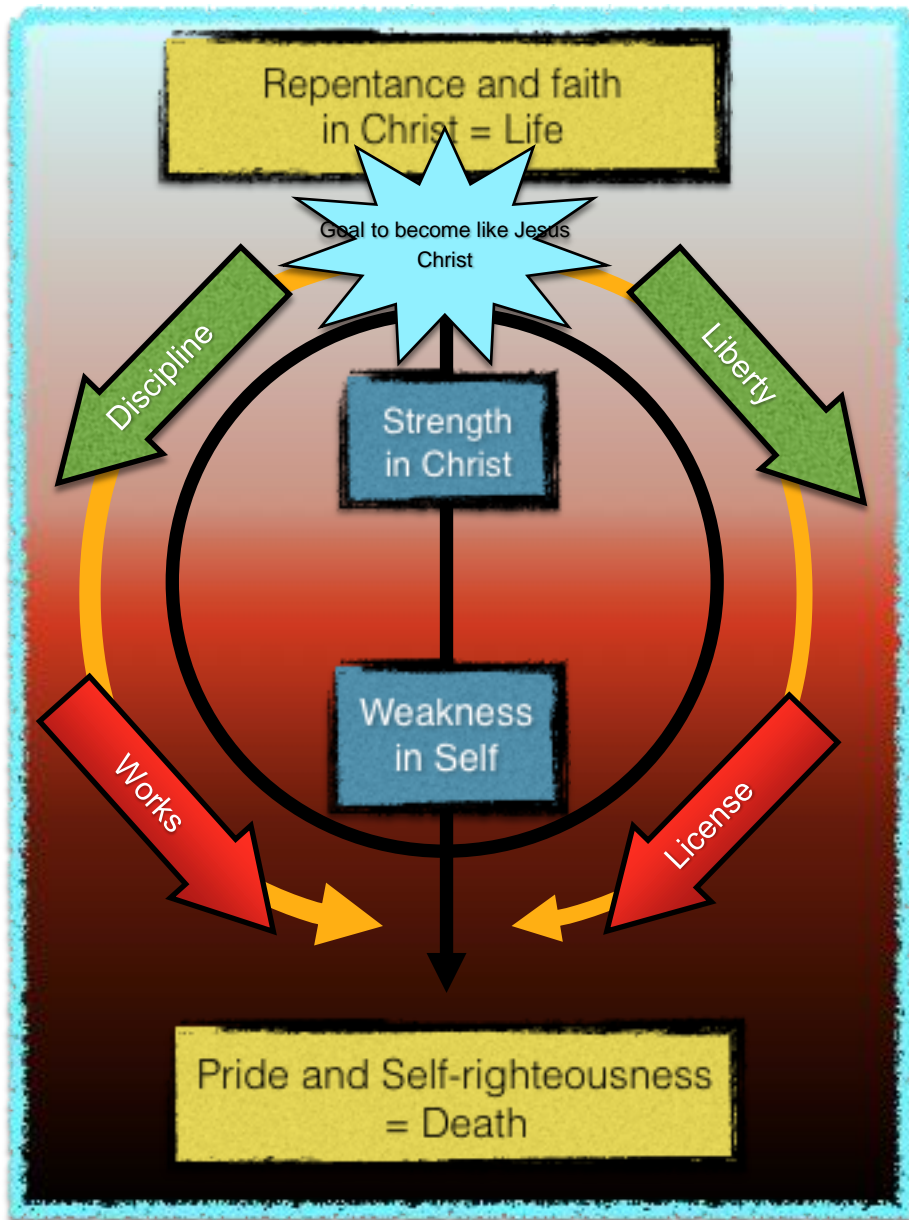 Repentance and faith
in Christ = Life
Goal to become like Jesus
Christ
Discipline
Liberty
Strength
in Christ
Weakness
in Self
Works
License
Pride and Self-righteousness
= Death